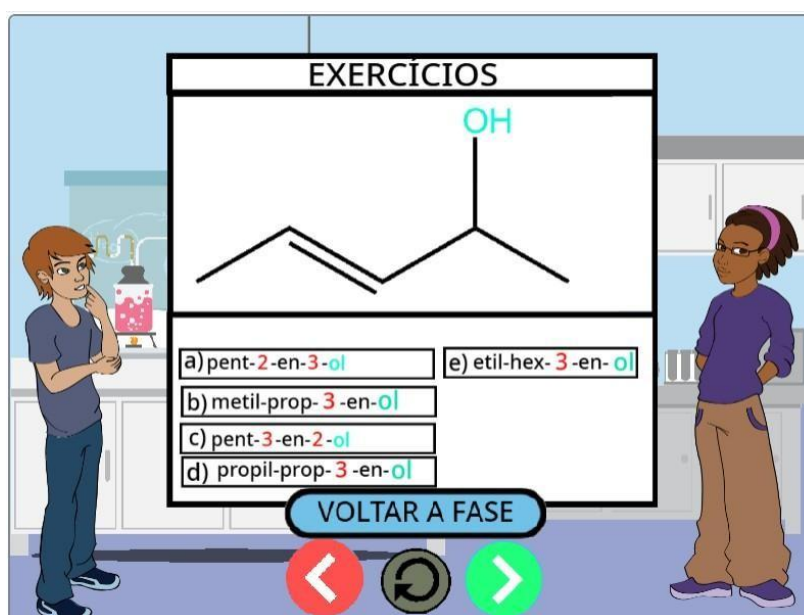 EXERCÍCIOS
OH
a) pent-2-en-3-ol
b) metil-prop- 3 -en-ol
c) pent-3-en-2-ol
d) propil-prop-3-en-ol
e) etil-hex- 3 -en- ol
VOLTAR A FASE